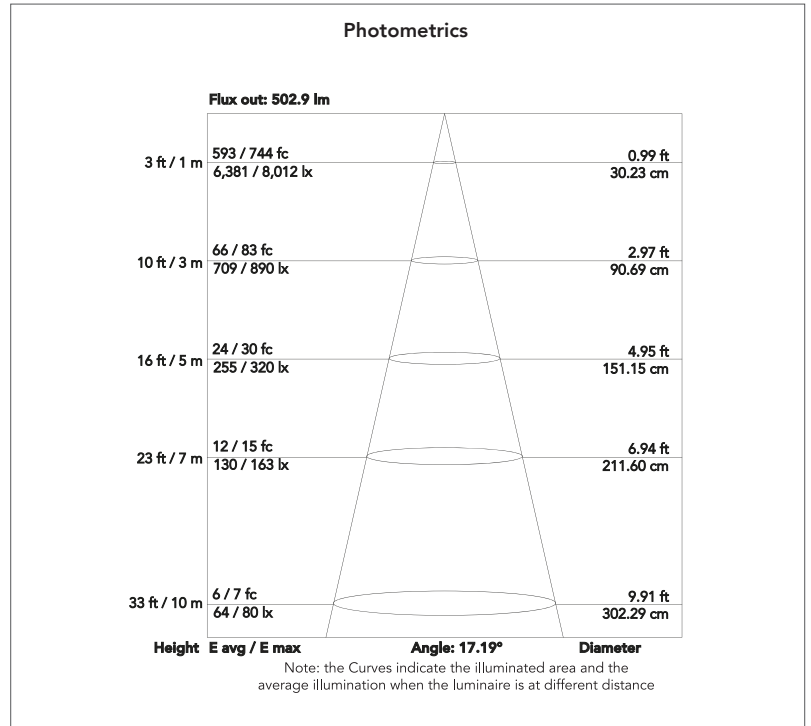 Photometrics
Flux out: 502.9 lm
593 / 744 fc
3 ft / 1 m
6,381 / 8,012 lx
0.99 ft
30.23 cm
66 / 83 fc
10 ft / 3 m
709 / 890 lx
2.97 ft
90.69 cm
24 / 30 fc
16 ft / 5 m
255 / 320 lx
4.95 ft
151.15 cm
12 / 15 fc
23 ft / 7 m
130 / 163 lx
6.94 ft
211.60 cm
6 / 7 fc
33 ft / 10 m
64 / 80 lx
9.91 ft
302.29 cm
Height E avg / E max Angle: 17.19° Diameter
Note: the Curves indicate the illuminated area and the
average illumination when the luminaire is at different distance